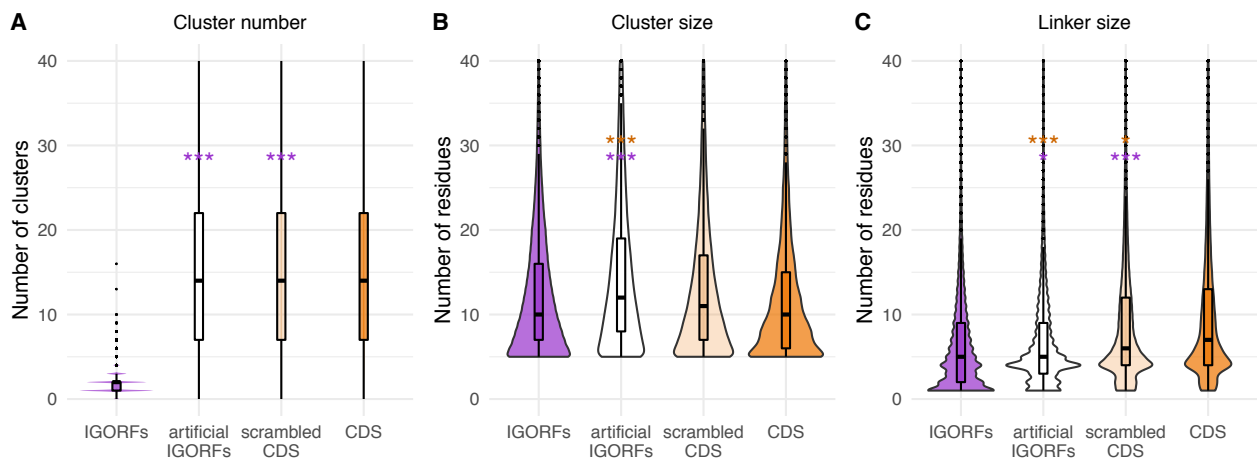 A
Cluster number
Number of clusters
40
30
20
10
0
***
***
IGORFs
artificial
IGORFs
scrambled
CDS
CDS
B
Cluster size
Number of residues
40
30
20
10
0
***
***
IGORFs
artificial
IGORFs
scrambled
CDS
CDS
C
Linker size
Number of residues
40
30
20
10
0
***
*
*
***
IGORFs
artificial
IGORFs
scrambled
CDS
CDS